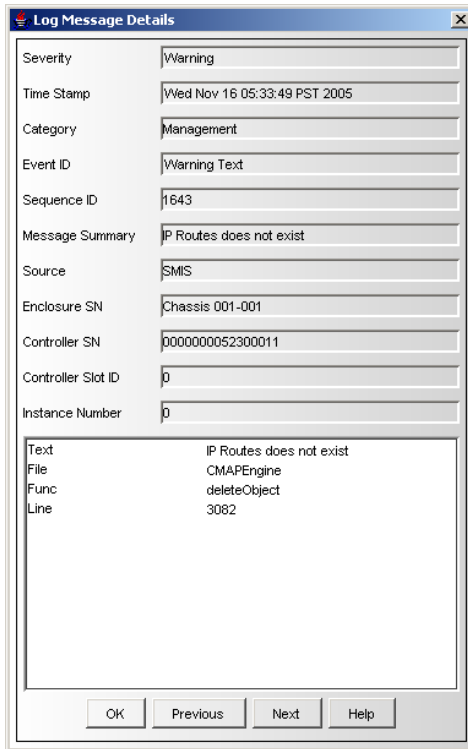 Log Message Details
Severity Warning
Time Stamp Wed Nov 16 05:33:49 PST 2005
Category Management
Event ID Warning Text
Sequence ID 1643
Message Summary IP Routes does not exist
Source SMIS
Enclosure SN Chassis 001-001
Controller SN 0000000052300011
Controller Slot ID 0
Instance Number 0
Text IP Routes does not exist
File CMAPEngine
Func deleteObject
Line 3082
OK Previous Next Help